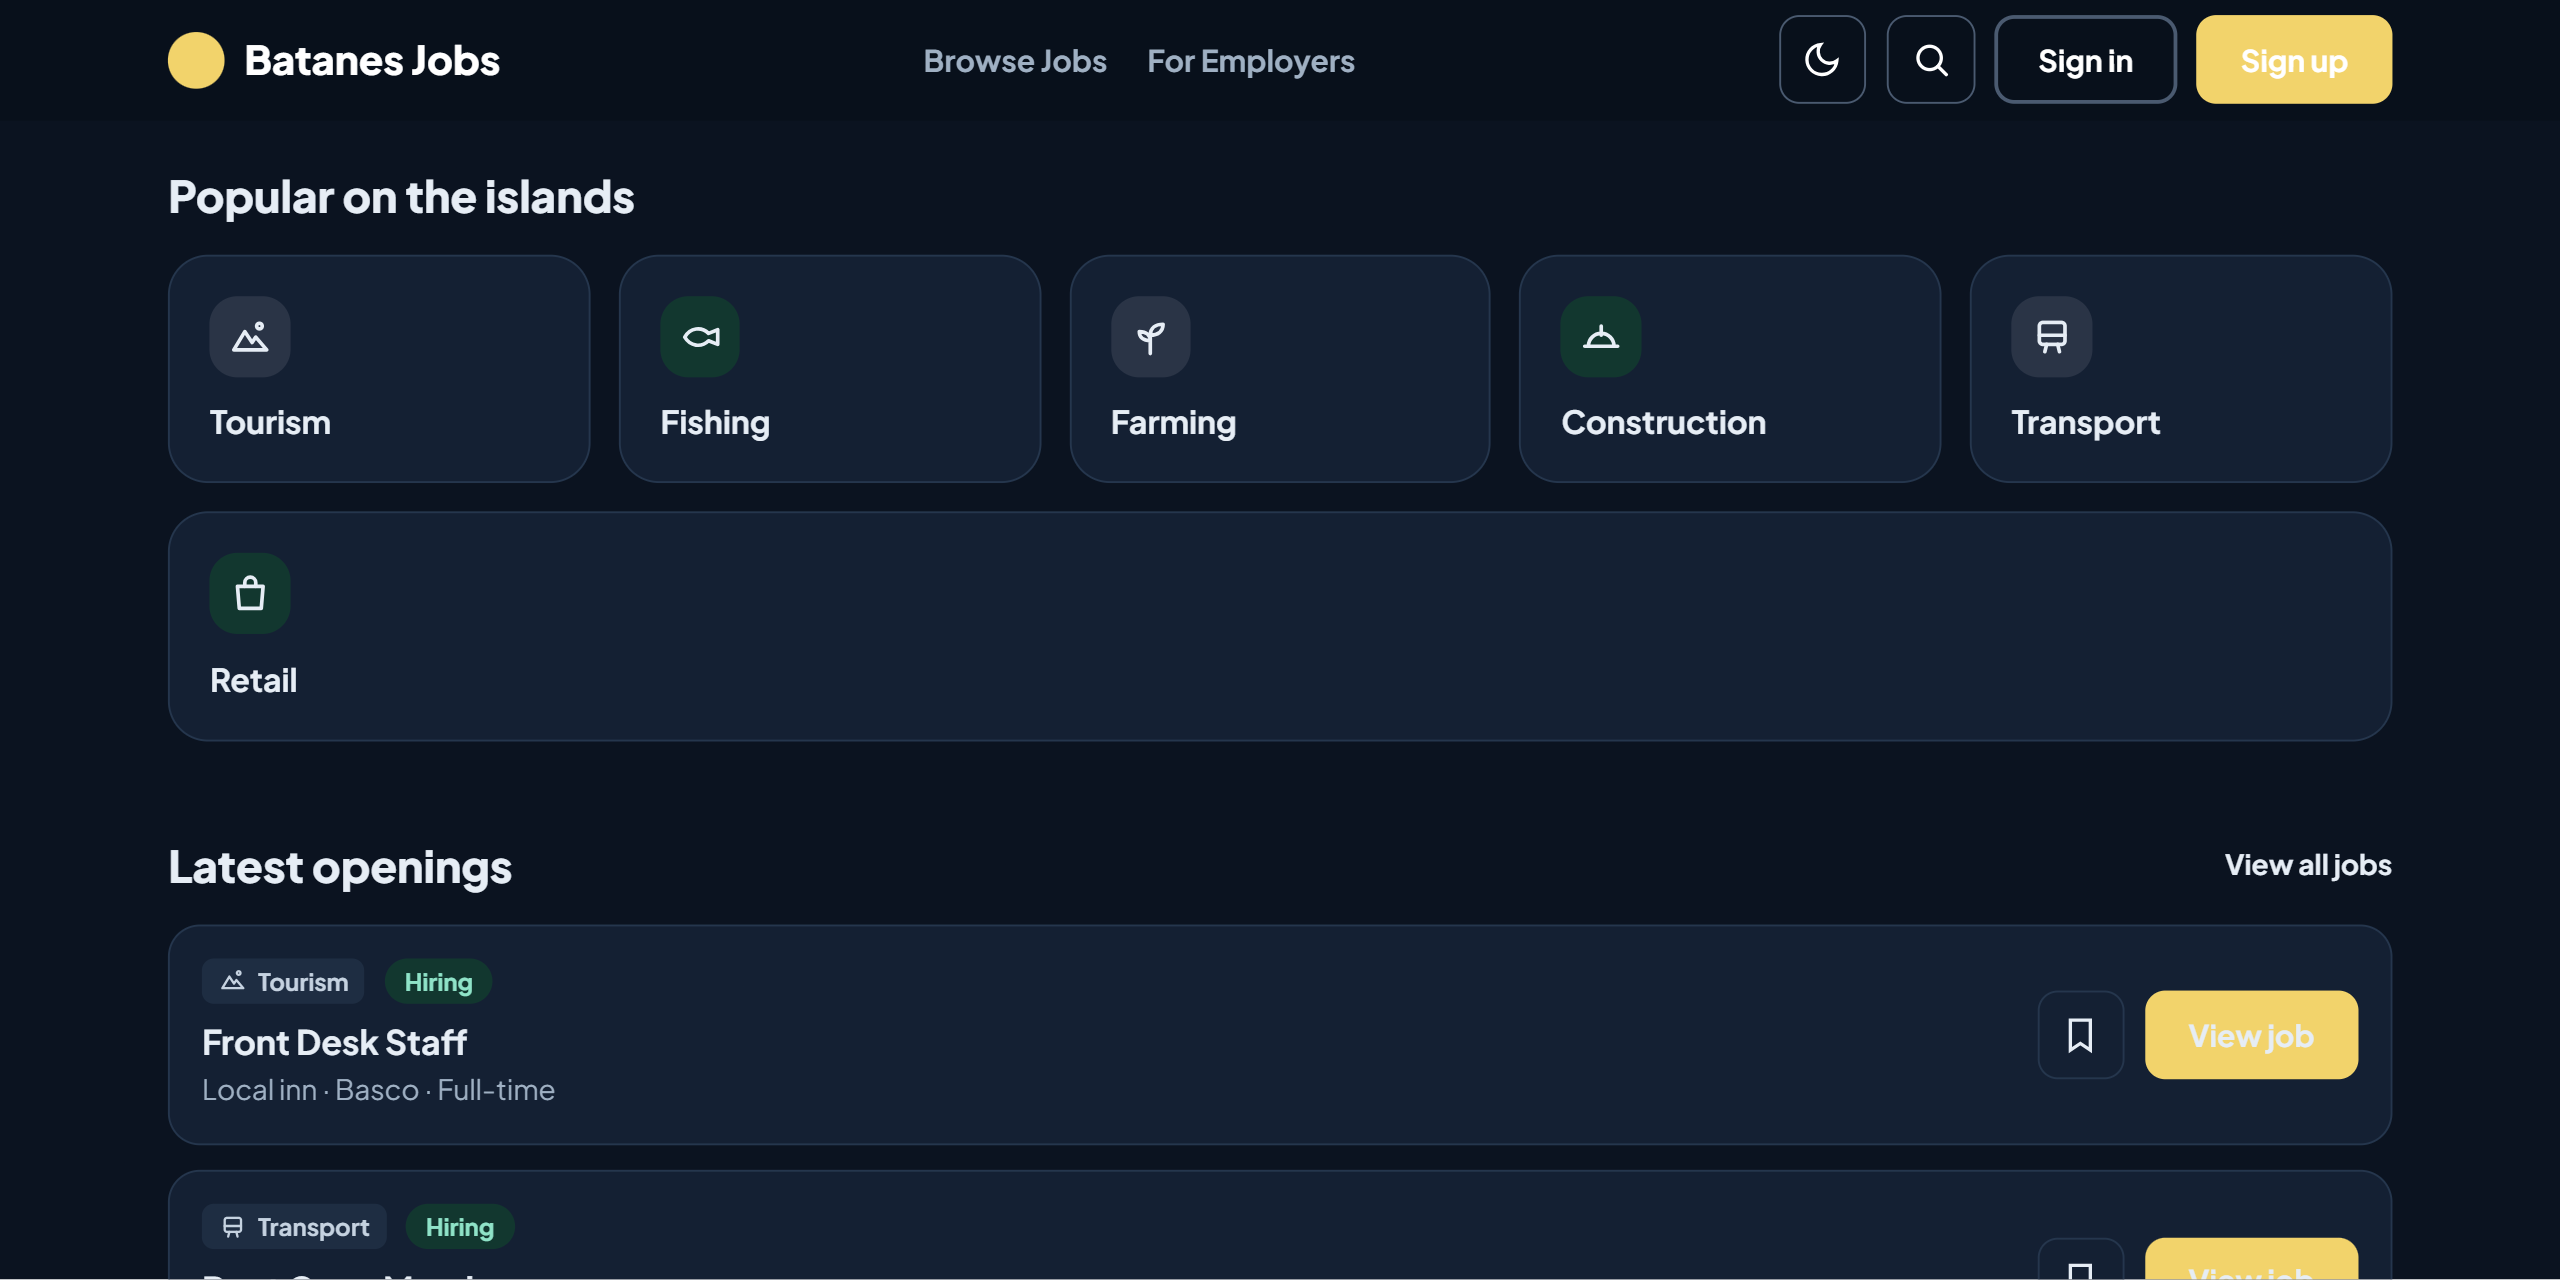 Batanes Jobs
Browse Jobs
For Employers
Sign in
Sign up
Popular on the islands
Tourism
Fishing
Farming
Construction
Transport
Retail
Latest openings
View all jobs
Tourism
Hiring
Front Desk Staff
Local inn · Basco · Full-time
View job
Transport
Hiring
View job